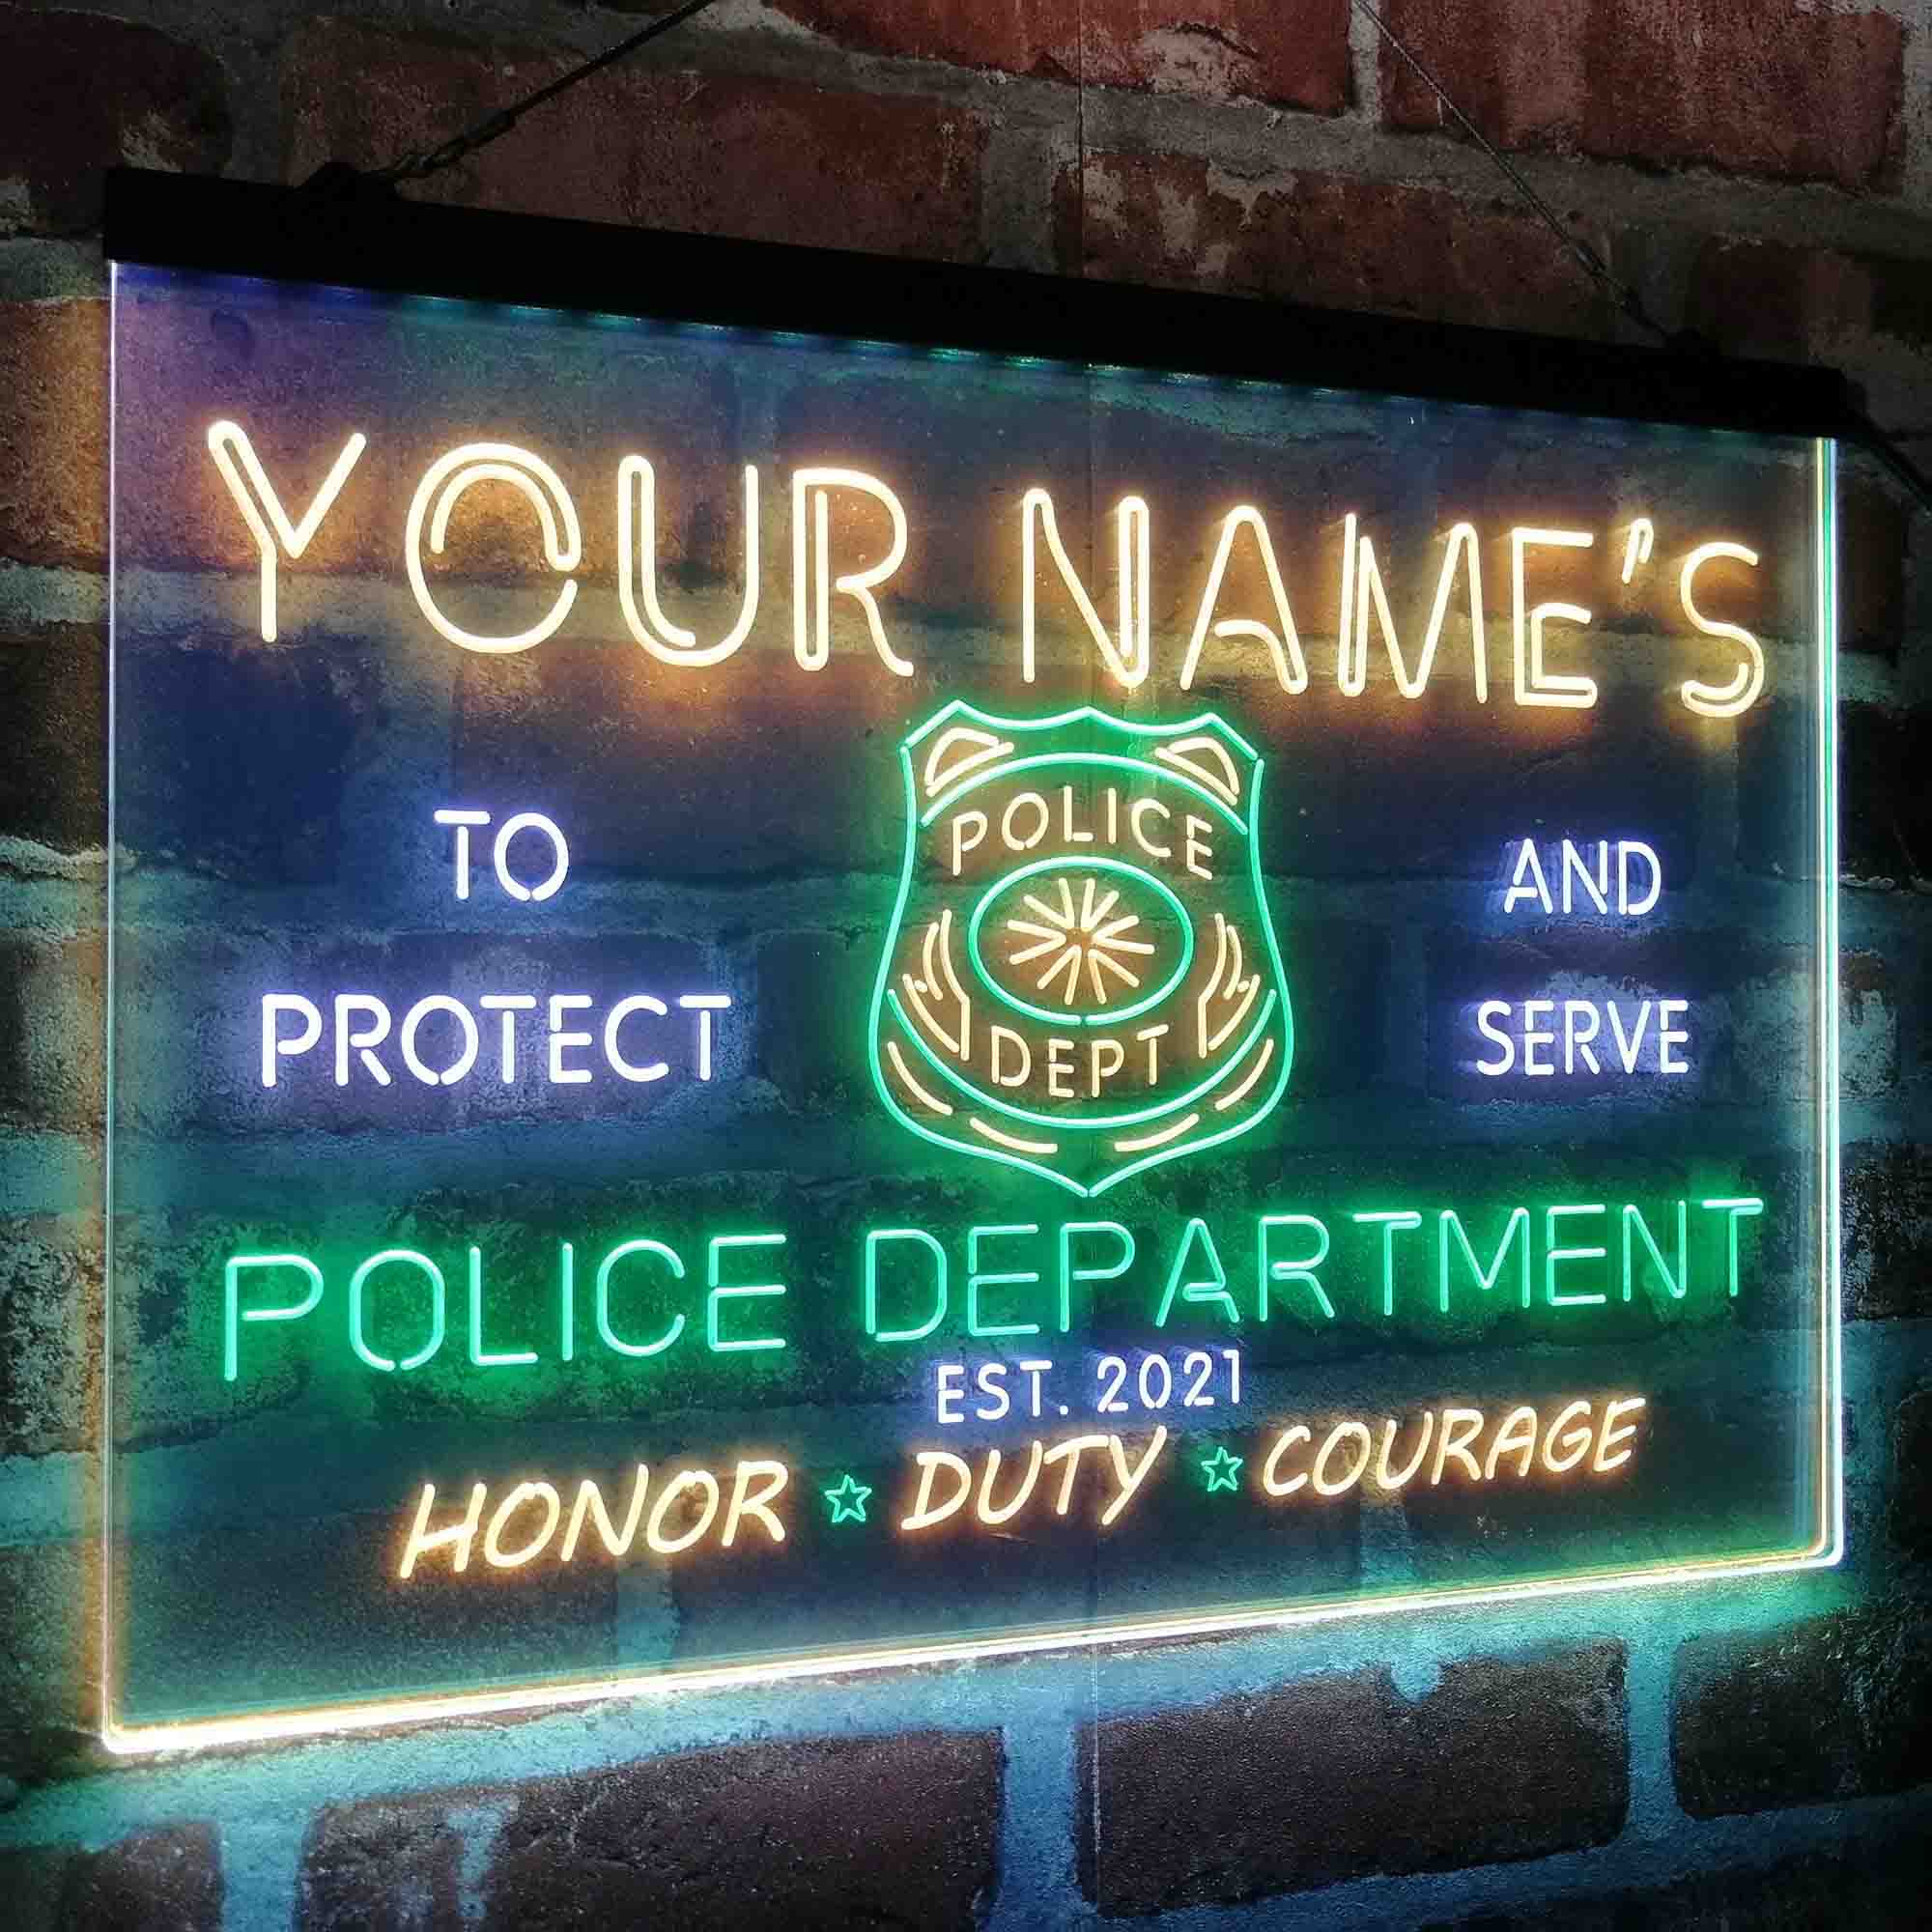 YOUR NAME'S
POLICE
DEPT
TO
PROTECT
AND
SERVE
POLICE DEPARTMENT
EST. 2021
HONOR ☆ DUTY ☆ COURAGE